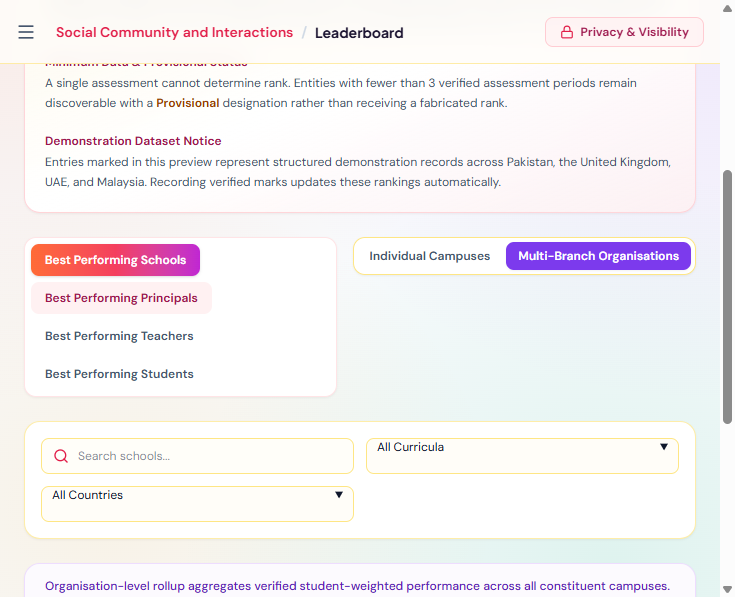 Social Community and Interactions / Leaderboard
Privacy & Visibility
Minimum Data & Provisional Status
A single assessment cannot determine rank. Entities with fewer than 3 verified assessment periods remain
discoverable with a Provisional designation rather than receiving a fabricated rank.
Demonstration Dataset Notice
Entries marked in this preview represent structured demonstration records across Pakistan, the United Kingdom,
UAE, and Malaysia. Recording verified marks updates these rankings automatically.
Best Performing Schools
Best Performing Principals
Best Performing Teachers
Best Performing Students
Individual Campuses
Multi-Branch Organisations
Search schools...
All Curricula
All Countries
Organisation-level rollup aggregates verified student-weighted performance across all constituent campuses.